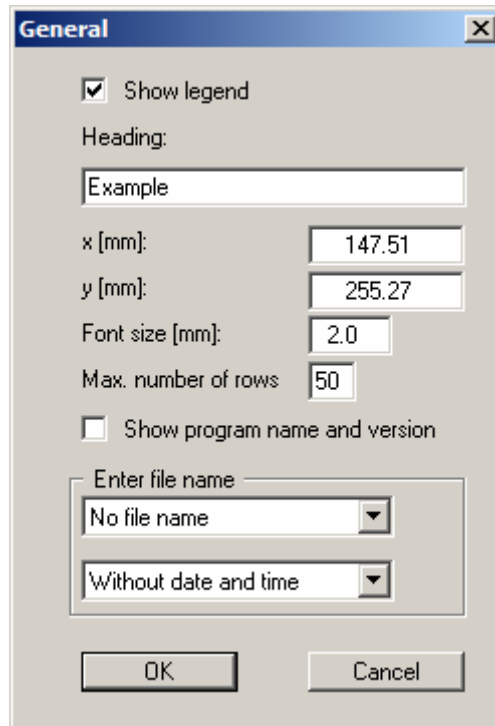 General
Show legend
Heading:
Example
x [mm]: 147.51
y [mm]: 255.27
Font size [mm]: 2.0
Max. number of rows 50
Show program name and version
Enter file name
No file name
Without date and time
OK Cancel